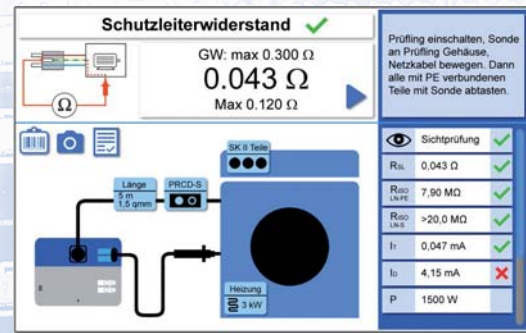 Schutzleiterwiderstand
GW: max 0.300 Ω
0.043 Ω
Max 0.120 Ω
Ω
Prüfling einschalten, Sonde
an Prüfling Gehäuse,
Netzkabel bewegen. Dann
alle mit PE verbundenen
Teile mit Sonde abtasten.
SK II Teile
Länge
5 m
1,5 qmm
PRCD-S
Heizung
3 kW
Sichtprüfung
RSL 0,043 Ω
RISO LN-PE 7,90 MΩ
RISO LN-S >20,0 MΩ
IT 0,047 mA
ID 4,15 mA
P 1500 W